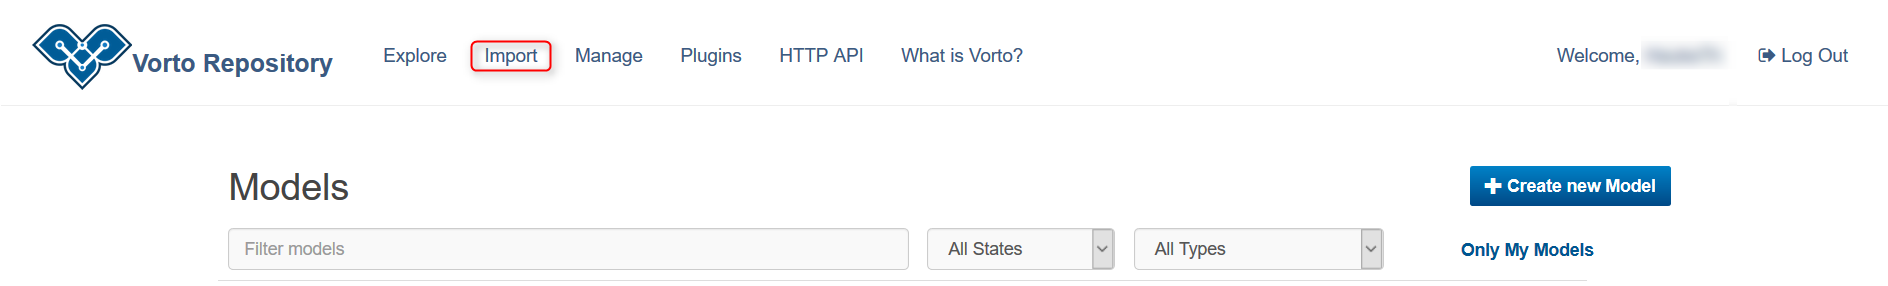 Vorto Repository Explore Import Manage Plugins HTTP API What is Vorto? Welcome, Log Out
Models Create new Model
Filter models All States All Types Only My Models